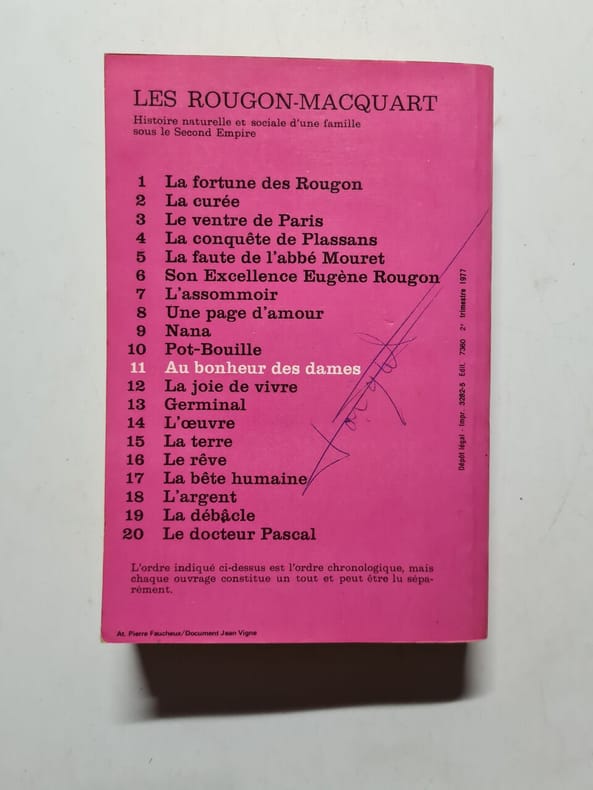 LES ROUGON-MACQUART
Histoire naturelle et sociale d'une famille
sous le Second Empire
1 La fortune des Rougon
2 La curée
3 Le ventre de Paris
4 La conquête de Plassans
5 La faute de l'abbé Mouret
6 Son Excellence Eugène Rougon
7 L'assommoir
8 Une page d'amour
9 Nana
10 Pot-Bouille
11 Au bonheur des dames
12 La joie de vivre
13 Germinal
14 L'œuvre
15 La terre
16 Le rêve
17 La bête humaine
18 L'argent
19 La débâcle
20 Le docteur Pascal
L'ordre indiqué ci-dessus est l'ordre chronologique, mais
chaque ouvrage constitue un tout et peut être lu sépa-
rément.
At. Pierre Faucheux/Document Jean Vigne
Dépôt légal - Impr. 3282-5 Edit. 7360 2e trimestre 1977